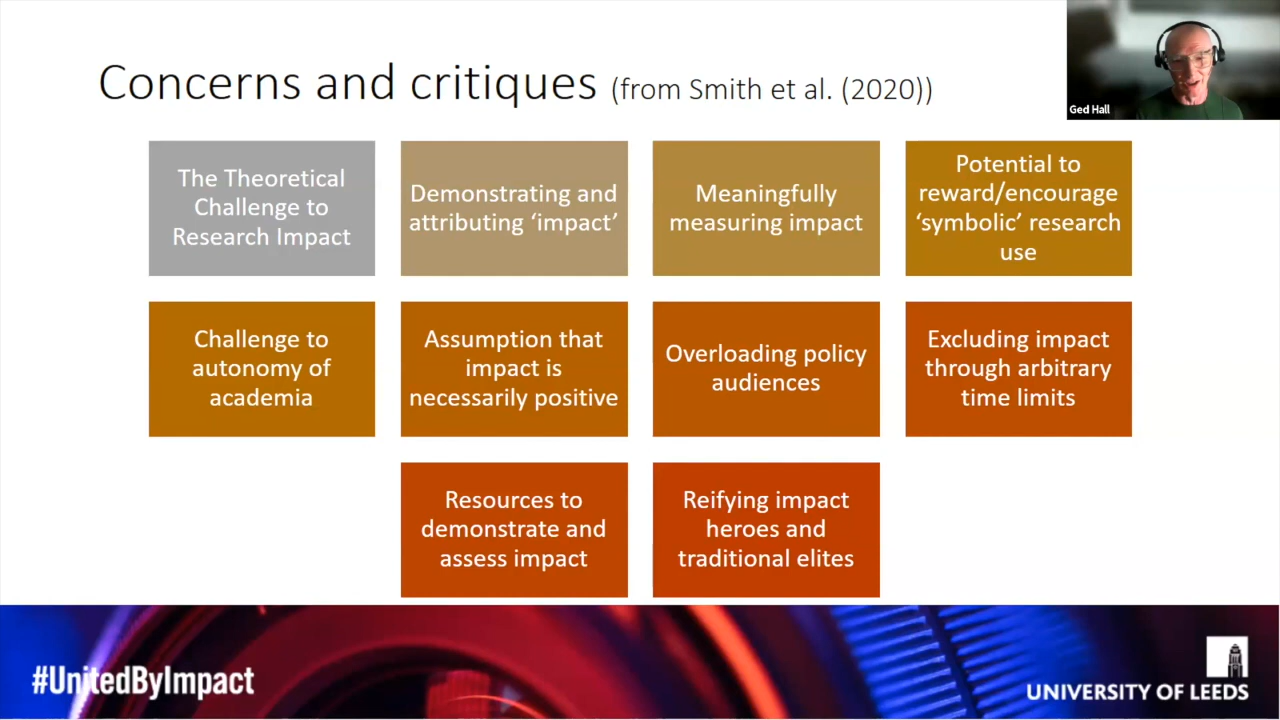 Concerns and critiques (from Smith et al. (2020))
Ged Hall
The Theoretical
Challenge to
Research Impact
Demonstrating and
attributing ‘impact’
Meaningfully
measuring impact
Potential to
reward/encourage
‘symbolic’ research
use
Challenge to
autonomy of
academia
Assumption that
impact is
necessarily positive
Overloading policy
audiences
Excluding impact
through arbitrary
time limits
Resources to
demonstrate and
assess impact
Reifying impact
heroes and
traditional elites
#UnitedByImpact
UNIVERSITY OF LEEDS